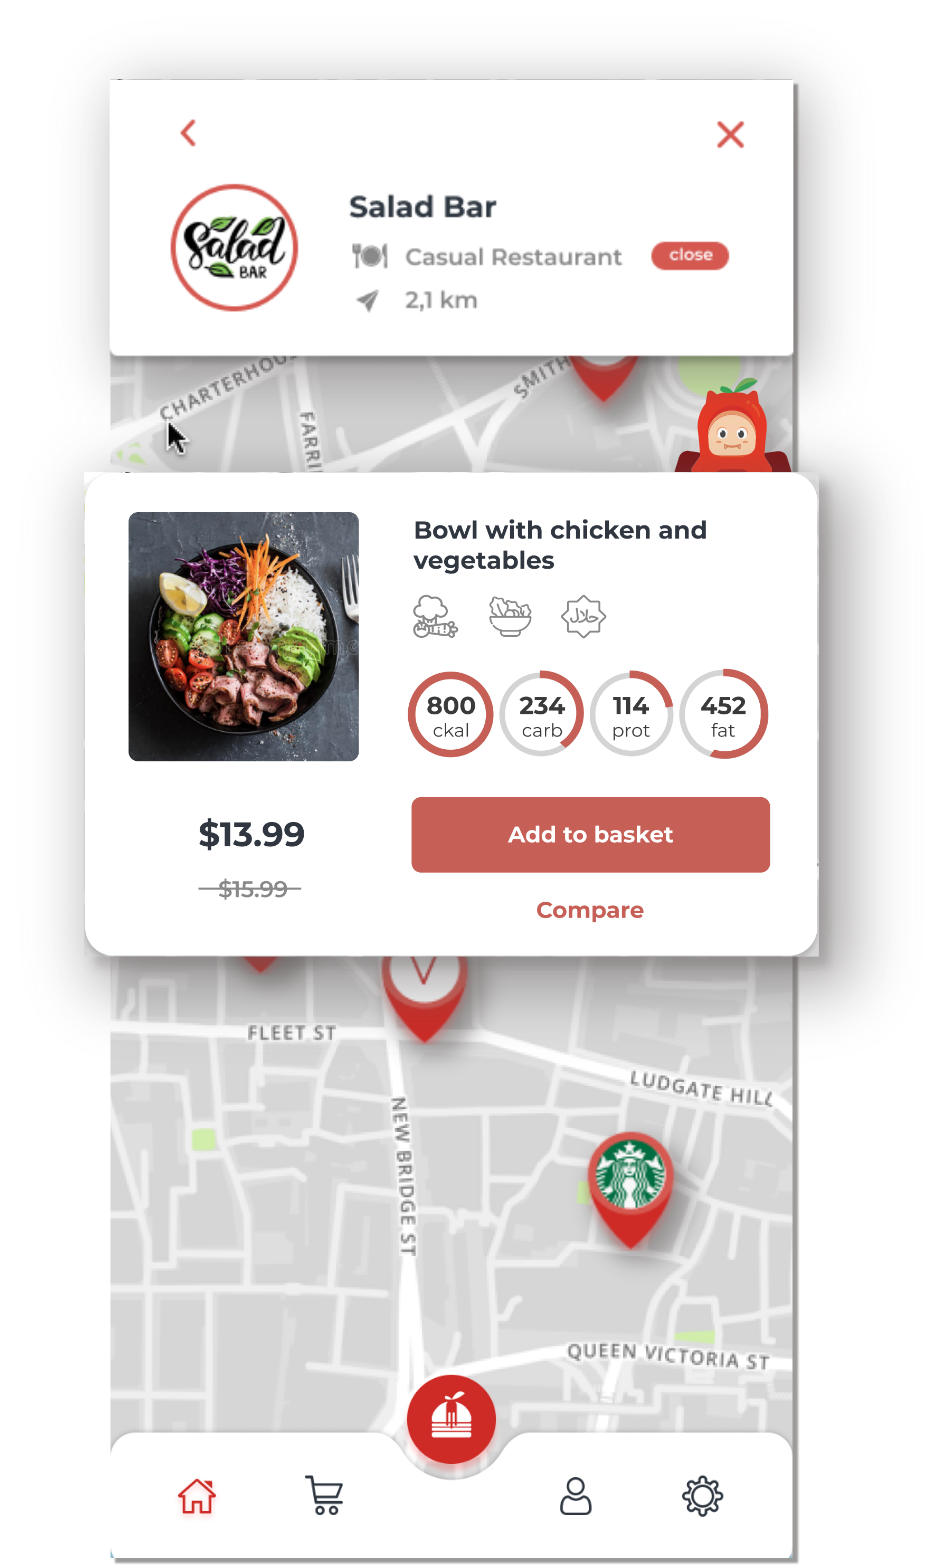 Salad Bar
Salad
BAR
Casual Restaurant
close
2,1 km
SMITH
FARRI
Bowl with chicken and
vegetables
حلال
800
ckal
234
carb
114
prot
452
fat
$13.99
Add to basket
$15.99
Compare
V
FLEET ST
LUDGATE HILL
NEW BRIDGE ST
QUEEN VICTORIA ST